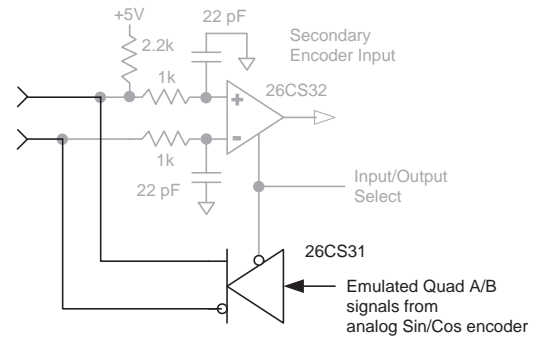 +5V
22 pF
2.2k
Secondary
Encoder Input
1k
26CS32
+
-
1k
22 pF
Input/Output
Select
26CS31
Emulated Quad A/B
signals from
analog Sin/Cos encoder